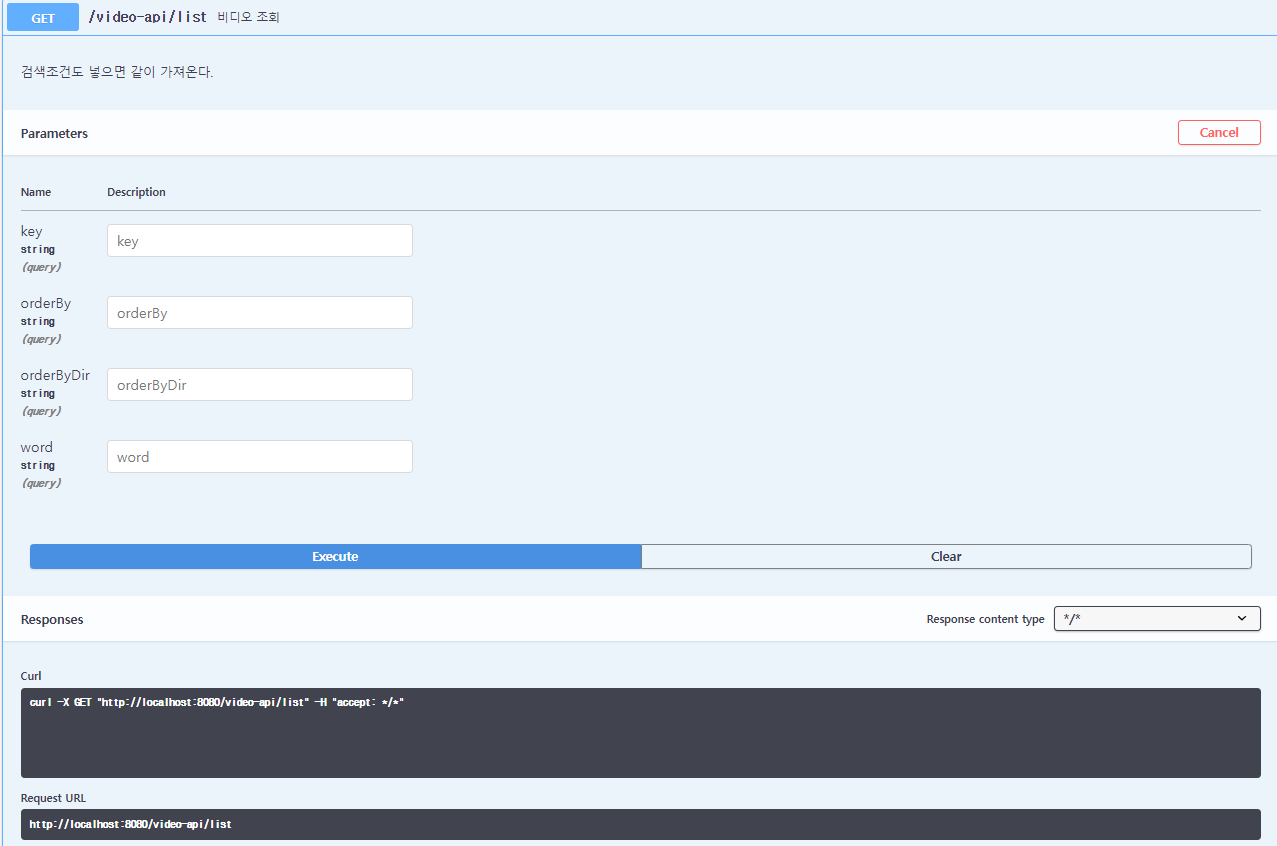 GET /video-api/list 비디오 조회
검색조건도 넣으면 같이 가져온다.
Parameters Cancel
Name Description
key key
string
(query)
orderBy orderBy
string
(query)
orderByDir orderByDir
string
(query)
word word
string
(query)
Execute Clear
Responses Response content type */*
Curl
curl -X GET "http://localhost:8080/video-api/list" -H "accept: */*"
Request URL
http://localhost:8080/video-api/list